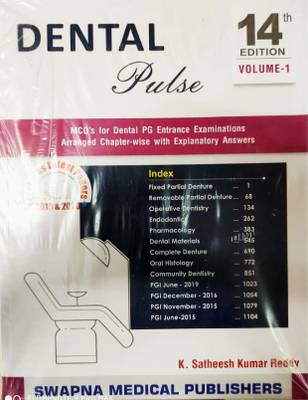 DENTAL
Pulse
14th
EDITION
VOLUME-1
MCQ's for Dental PG Entrance Examinations
Arranged Chapter-wise with Explanatory Answers
Index
Fixed Partial Denture ... 1
Removable Partial Denture... 68
Operative Dentistry ... 134
Endodontics ... 262
Pharmacology ... 383
Dental Materials ... 545
Complete Denture ... 690
Oral Histology ... 772
Community Dentistry ... 851
PGI June - 2019 ... 1023
PGI December - 2016 ... 1054
PGI November - 2015 ... 1079
PGI June-2015 ... 1104
K. Satheesh Kumar Reddy
SWAPNA MEDICAL PUBLISHERS